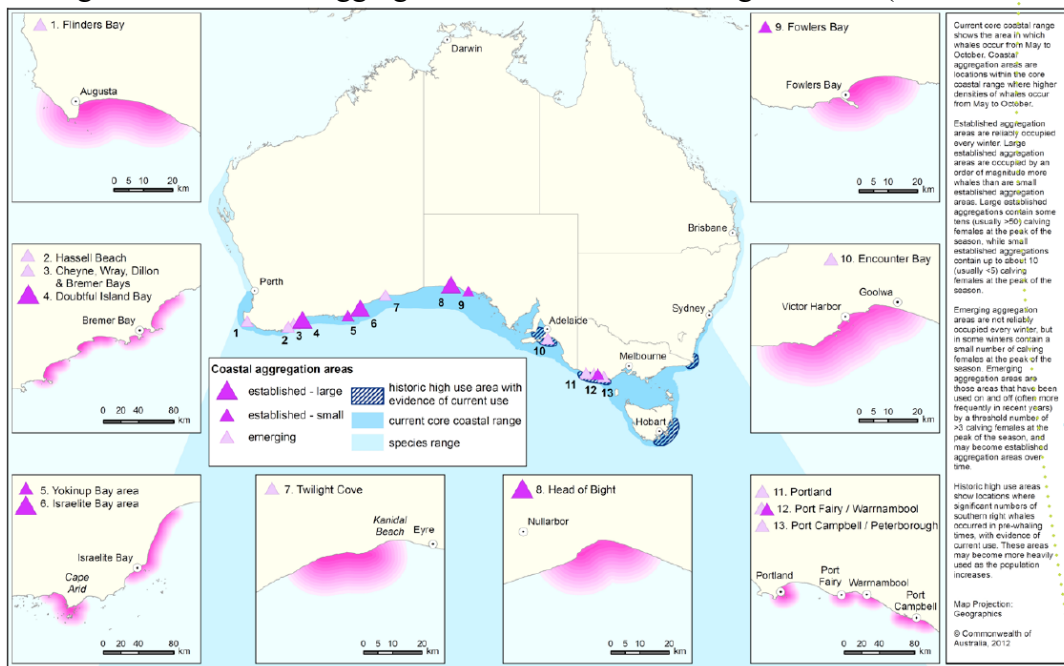 1. Flinders Bay
Augusta
0 5 10 20
km
2. Hassell Beach
3. Cheyne, Wray, Dillon
& Bremer Bays
4. Doubtful Island Bay
Bremer Bay
0 20 40 80
km
5. Yokinup Bay area
6. Israelite Bay area
Israelite Bay
Cape
Arid
0 20 40 80
km
Darwin
Brisbane
Perth
Sydney
Adelaide
Melbourne
Hobart
1
2
3
4
5
6
7
8
9
10
11
12
13
Coastal aggregation areas
established - large
established - small
emerging
historic high use area with
evidence of current use
current core coastal range
species range
7. Twilight Cove
Kanidal
Beach
Eyre
0 5 10 20
km
8. Head of Bight
Nullarbor
0 5 10 20
km
9. Fowlers Bay
Fowlers Bay
0 5 10 20
km
10. Encounter Bay
Goolwa
Victor Harbor
0 5 10 20
km
11. Portland
12. Port Fairy / Warrnambool
13. Port Campbell / Peterborough
Portland
Port
Fairy
Warrnambool
Port
Campbell
0 20 40 80
km
Current core coastal range
shows the area in which
whales occur from May to
October. Coastal
aggregation areas are
locations within the core
coastal range where higher
densities of whales occur
from May to October.
Established aggregation
areas are reliably occupied
every winter. Large
established aggregation
areas are occupied by an
order of magnitude more
whales than are small
established aggregation
areas. Large established
aggregations contain some
tens (usually >50) calving
females at the peak of the
season, while small
established aggregations
contain up to about 10
(usually <5) calving
females at the peak of the
season.
Emerging aggregation
areas are not reliably
occupied every winter, but
in some winters contain a
small number of calving
females at the peak of the
season. Emerging
aggregation areas are
those areas that have been
used on and off (often more
frequently in recent years)
by a threshold number of
>3 calving females at the
peak of the season, and
may become established
aggregation areas over
time.
Historic high use areas
show locations where
significant numbers of
southern right whales
occurred in pre-whaling
times, with evidence of
current use. These areas
may become more heavily
used as the population
increases.
Map Projection:
Geographics
© Commonwealth of
Australia, 2012